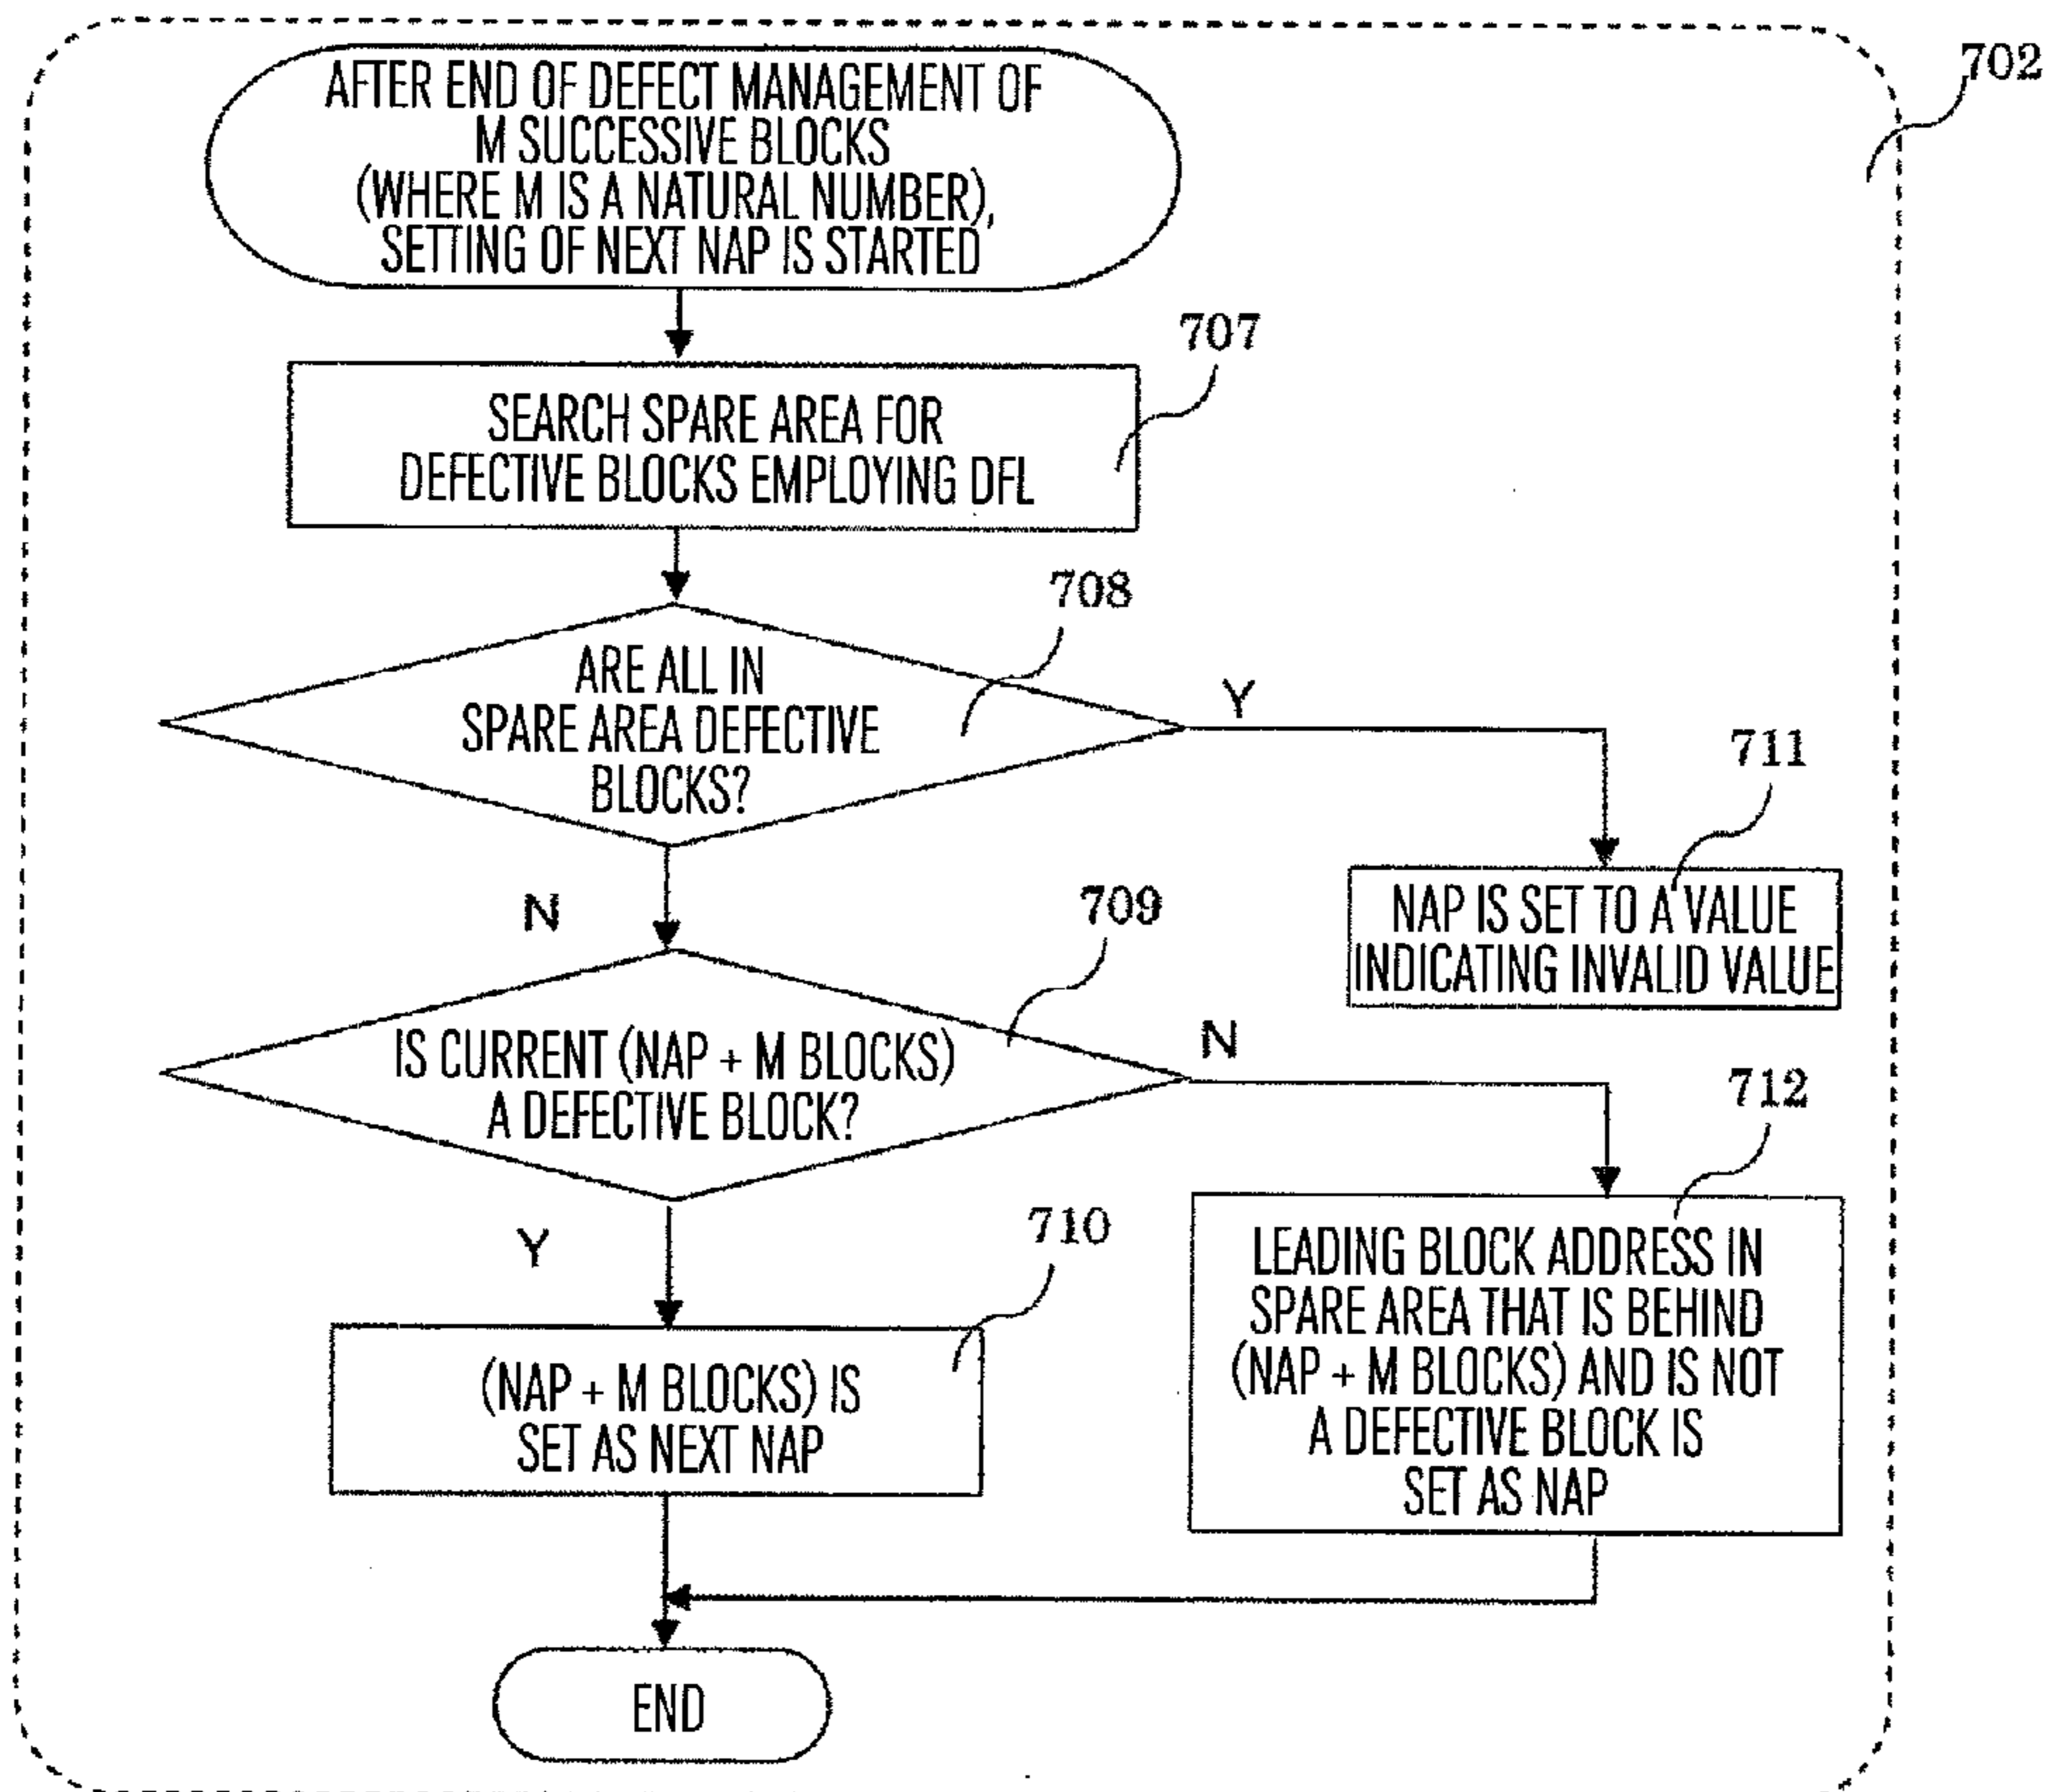 702
AFTER END OF DEFECT MANAGEMENT OF
M SUCCESSIVE BLOCKS
(WHERE M IS A NATURAL NUMBER),
SETTING OF NEXT NAP IS STARTED
707
SEARCH SPARE AREA FOR
DEFECTIVE BLOCKS EMPLOYING DFL
708
ARE ALL IN
SPARE AREA DEFECTIVE
BLOCKS?
Y
711
NAP IS SET TO A VALUE
INDICATING INVALID VALUE
N
709
IS CURRENT (NAP + M BLOCKS)
A DEFECTIVE BLOCK?
N
712
LEADING BLOCK ADDRESS IN
SPARE AREA THAT IS BEHIND
(NAP + M BLOCKS) AND IS NOT
A DEFECTIVE BLOCK IS
SET AS NAP
Y
710
(NAP + M BLOCKS) IS
SET AS NEXT NAP
END